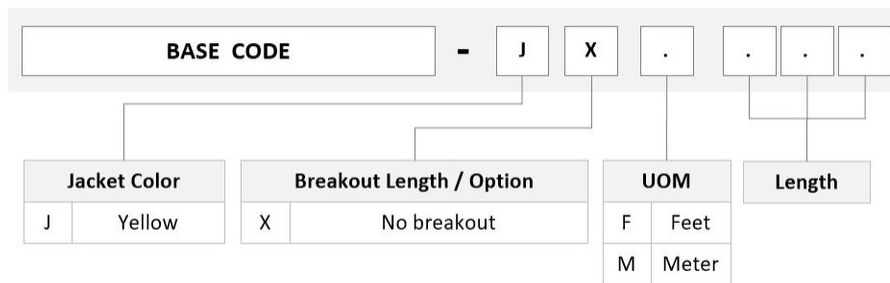 BASE CODE - J X . . . .
Jacket Color Breakout Length / Option UOM Length
J Yellow X No breakout F Feet
M Meter